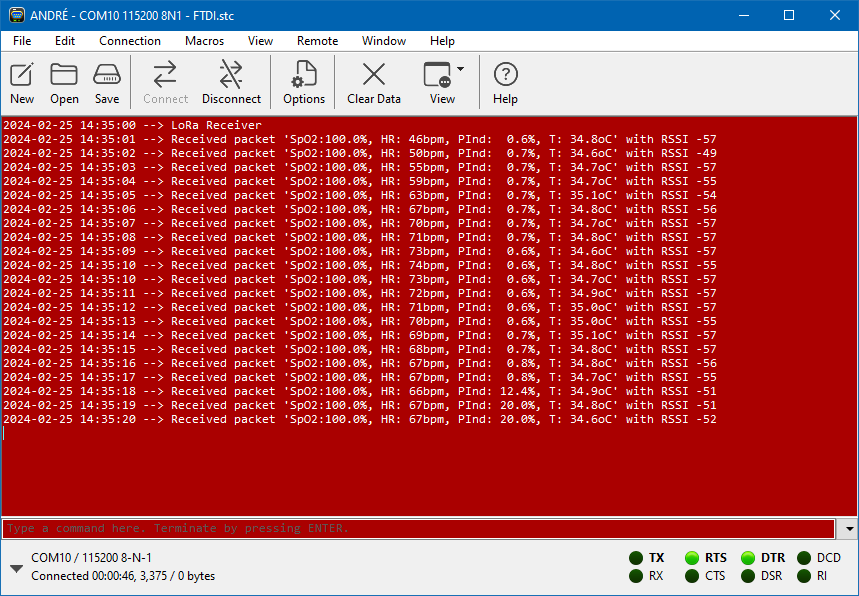 ANDRÉ - COM10 115200 8N1 - FTDI.stc
File Edit Connection Macros View Remote Window Help
New Open Save Connect Disconnect Options Clear Data View Help
2024-02-25 14:35:00 --> LoRa Receiver
2024-02-25 14:35:01 --> Received packet 'SpO2:100.0%, HR: 46bpm, PInd:  0.6%, T: 34.8oC' with RSSI -57
2024-02-25 14:35:02 --> Received packet 'SpO2:100.0%, HR: 50bpm, PInd:  0.7%, T: 34.6oC' with RSSI -49
2024-02-25 14:35:03 --> Received packet 'SpO2:100.0%, HR: 55bpm, PInd:  0.7%, T: 34.7oC' with RSSI -57
2024-02-25 14:35:04 --> Received packet 'SpO2:100.0%, HR: 59bpm, PInd:  0.7%, T: 34.7oC' with RSSI -55
2024-02-25 14:35:05 --> Received packet 'SpO2:100.0%, HR: 63bpm, PInd:  0.7%, T: 35.1oC' with RSSI -54
2024-02-25 14:35:06 --> Received packet 'SpO2:100.0%, HR: 67bpm, PInd:  0.7%, T: 34.8oC' with RSSI -56
2024-02-25 14:35:07 --> Received packet 'SpO2:100.0%, HR: 70bpm, PInd:  0.7%, T: 34.7oC' with RSSI -57
2024-02-25 14:35:08 --> Received packet 'SpO2:100.0%, HR: 71bpm, PInd:  0.7%, T: 34.8oC' with RSSI -57
2024-02-25 14:35:09 --> Received packet 'SpO2:100.0%, HR: 73bpm, PInd:  0.6%, T: 34.6oC' with RSSI -57
2024-02-25 14:35:10 --> Received packet 'SpO2:100.0%, HR: 74bpm, PInd:  0.6%, T: 34.8oC' with RSSI -55
2024-02-25 14:35:10 --> Received packet 'SpO2:100.0%, HR: 73bpm, PInd:  0.6%, T: 34.7oC' with RSSI -57
2024-02-25 14:35:11 --> Received packet 'SpO2:100.0%, HR: 72bpm, PInd:  0.6%, T: 34.9oC' with RSSI -57
2024-02-25 14:35:12 --> Received packet 'SpO2:100.0%, HR: 71bpm, PInd:  0.6%, T: 35.0oC' with RSSI -57
2024-02-25 14:35:13 --> Received packet 'SpO2:100.0%, HR: 70bpm, PInd:  0.6%, T: 35.0oC' with RSSI -55
2024-02-25 14:35:14 --> Received packet 'SpO2:100.0%, HR: 69bpm, PInd:  0.7%, T: 35.1oC' with RSSI -57
2024-02-25 14:35:15 --> Received packet 'SpO2:100.0%, HR: 68bpm, PInd:  0.7%, T: 34.8oC' with RSSI -57
2024-02-25 14:35:16 --> Received packet 'SpO2:100.0%, HR: 67bpm, PInd:  0.8%, T: 34.8oC' with RSSI -56
2024-02-25 14:35:17 --> Received packet 'SpO2:100.0%, HR: 67bpm, PInd:  0.8%, T: 34.7oC' with RSSI -55
2024-02-25 14:35:18 --> Received packet 'SpO2:100.0%, HR: 66bpm, PInd: 12.4%, T: 34.9oC' with RSSI -51
2024-02-25 14:35:19 --> Received packet 'SpO2:100.0%, HR: 67bpm, PInd: 20.0%, T: 34.8oC' with RSSI -51
2024-02-25 14:35:20 --> Received packet 'SpO2:100.0%, HR: 67bpm, PInd: 20.0%, T: 34.6oC' with RSSI -52
Type a command here. Terminate by pressing ENTER.
COM10 / 115200 8-N-1 TX RTS DTR DCD
Connected 00:00:46, 3,375 / 0 bytes RX CTS DSR RI